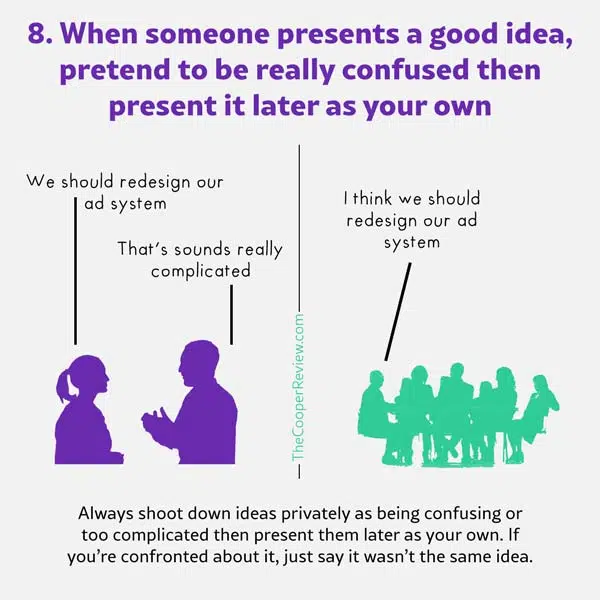 8. When someone presents a good idea,
pretend to be really confused then
present it later as your own
We should redesign our
ad system
That's sounds really
complicated
I think we should
redesign our ad
system
TheCooperReview.com
Always shoot down ideas privately as being confusing or
too complicated then present them later as your own. If
you're confronted about it, just say it wasn't the same idea.